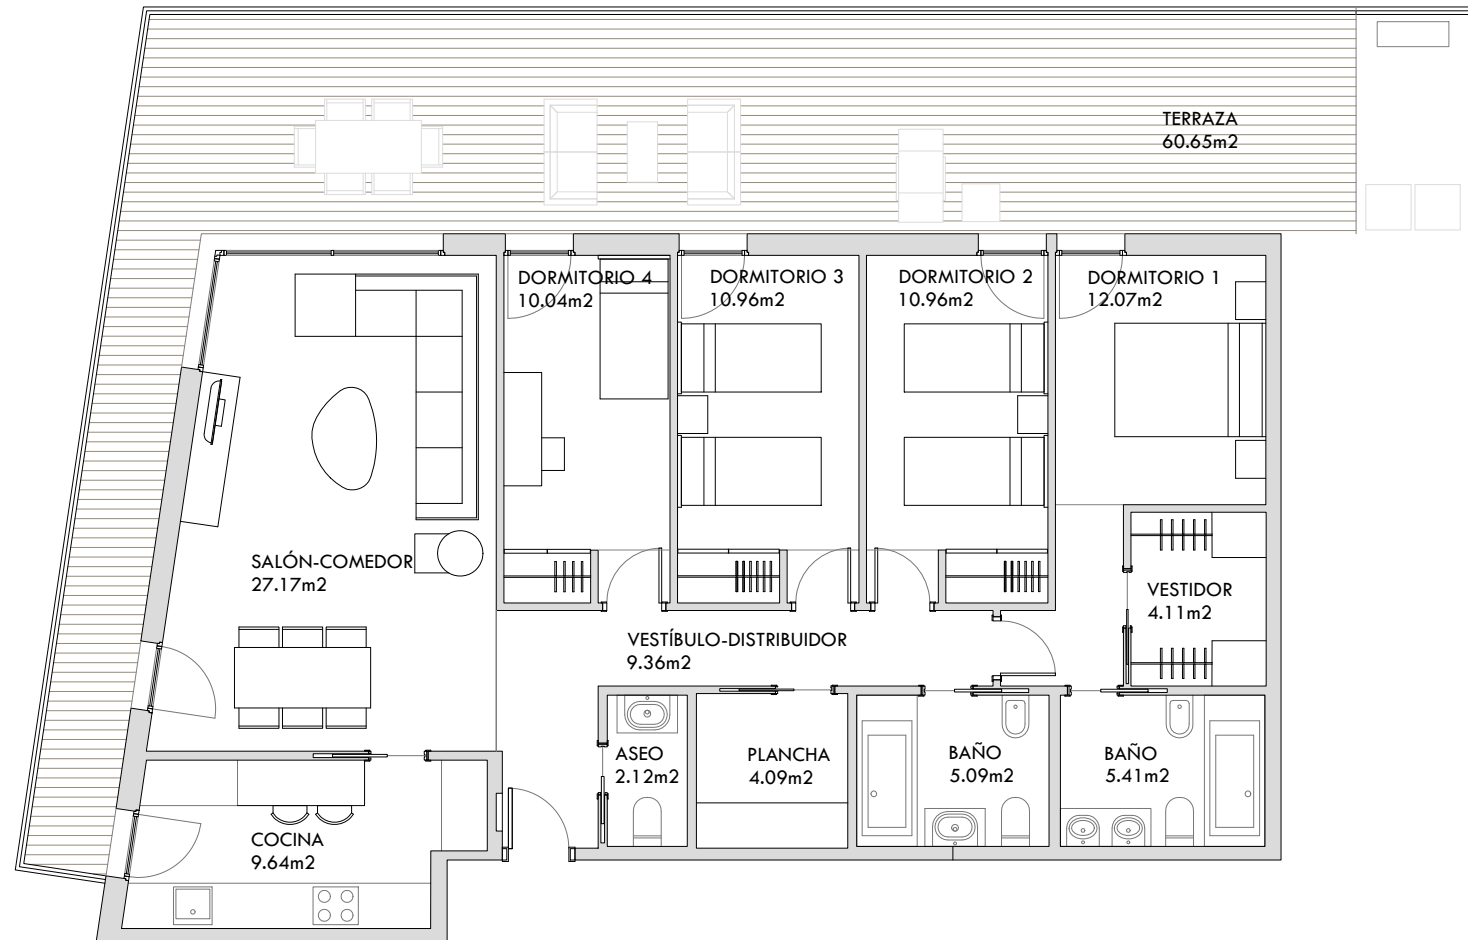 TERRAZA
60.65m2
DORMITORIO 4
10.04m2
DORMITORIO 3
10.96m2
DORMITORIO 2
10.96m2
DORMITORIO 1
12.07m2
SALÓN-COMEDOR
27.17m2
VESTIDOR
4.11m2
VESTÍBULO-DISTRIBUIDOR
9.36m2
ASEO
2.12m2
PLANCHA
4.09m2
BAÑO
5.09m2
BAÑO
5.41m2
COCINA
9.64m2